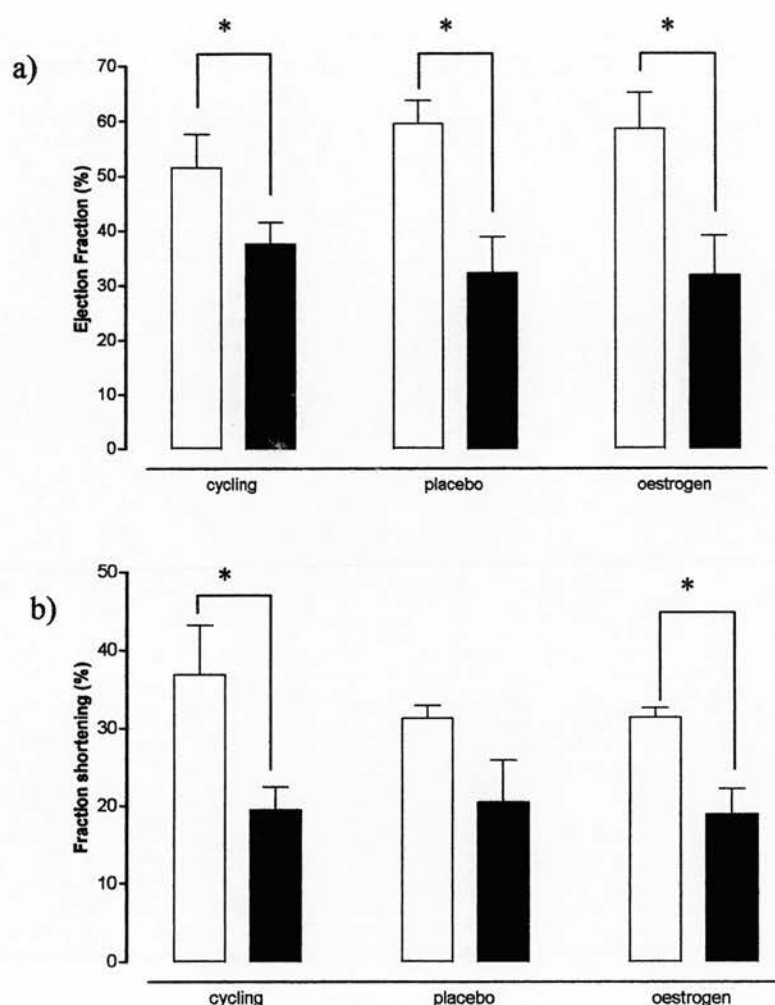 a)
*
*
*
Ejection Fraction (%)
70
60
50
40
30
20
10
0
cycling
placebo
oestrogen
b)
*
*
Fraction shortening (%)
50
40
30
20
10
0
cycling
placebo
oestrogen